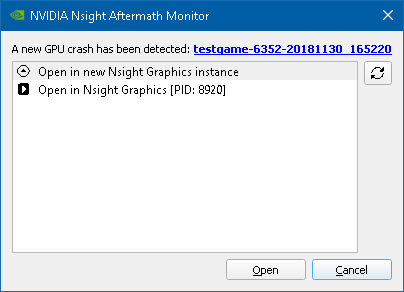 NVIDIA Nsight Aftermath Monitor
A new GPU crash has been detected: testgame-6352-20181130_165220
Open in new Nsight Graphics instance
Open in Nsight Graphics [PID: 8920]
Open
Cancel